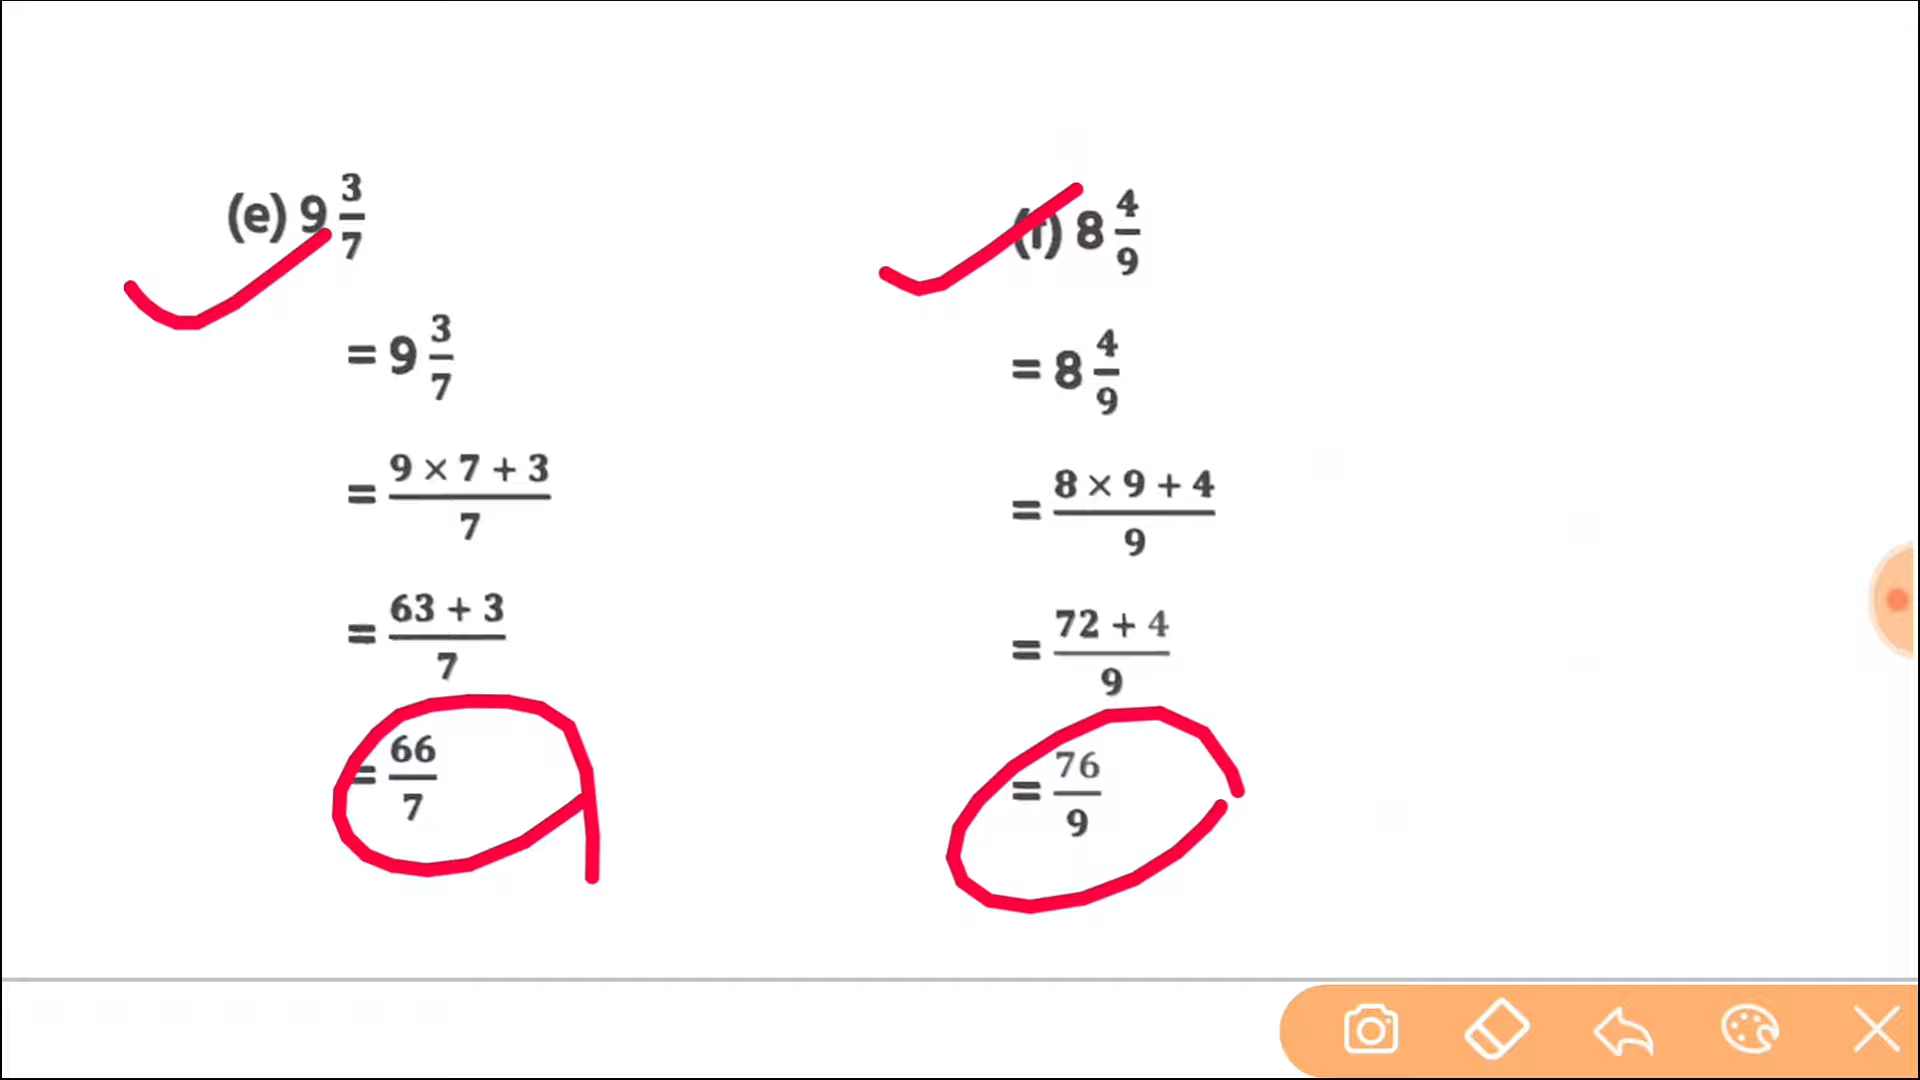 (e) 9 3/7
= 9 3/7
= 9 × 7 + 3 / 7
= 63 + 3 / 7
= 66 / 7
(f) 8 4/9
= 8 4/9
= 8 × 9 + 4 / 9
= 72 + 4 / 9
= 76 / 9